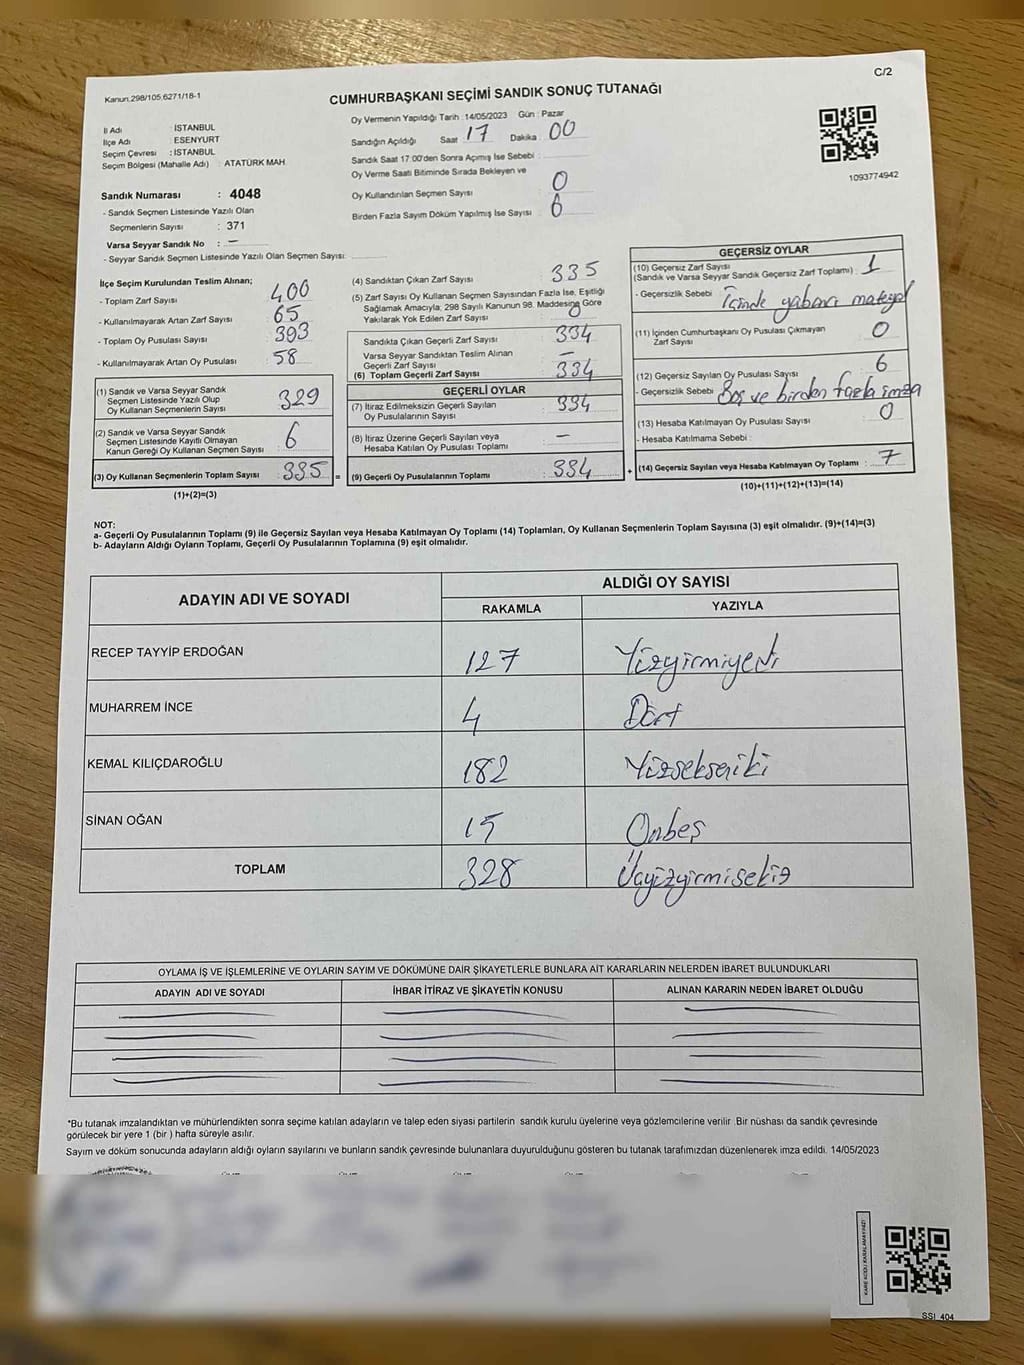 C/2
Kanun.298/105,6271/18-1
CUMHURBAŞKANI SEÇİMİ SANDIK SONUÇ TUTANAĞI
İl Adı : İSTANBUL
İlçe Adı : ESENYURT
Seçim Çevresi : İSTANBUL
Seçim Bölgesi (Mahalle Adı) : ATATÜRK MAH.
Oy Vermenin Yapıldığı Tarih :14/05/2023 Gün : Pazar
Sandığın Açıldığı Saat : 17 Dakika : 00
Sandık Saat 17:00'den Sonra Açımış İse Sebebi :
Oy Verme Saati Bitiminde Sırada Bekleyen ve
Oy Kullandırılan Seçmen Sayısı : 0
Birden Fazla Sayım Döküm Yapılmış İse Sayısı : 0
1093774942
Sandık Numarası : 4048
- Sandık Seçmen Listesinde Yazılı Olan
Seçmenlerin Sayısı : 371
Varsa Seyyar Sandık No : —
- Seyyar Sandık Seçmen Listesinde Yazılı Olan Seçmen Sayısı:
İlçe Seçim Kurulundan Teslim Alınan;
- Toplam Zarf Sayısı : 400
- Kullanılmayarak Artan Zarf Sayısı : 65
- Toplam Oy Pusulası Sayısı : 393
- Kullanılmayarak Artan Oy Pusulası : 58
(1) Sandık ve Varsa Seyyar Sandık
Seçmen Listesinde Yazılı Olup
Oy Kullanan Seçmenlerin Sayısı : 329
(2) Sandık ve Varsa Seyyar Sandık
Seçmen Listesinde Kayıtlı Olmayan
Kanun Gereği Oy Kullanan Seçmen Sayısı : 6
(3) Oy Kullanan Seçmenlerin Toplam Sayısı : 335 =
(1)+(2)=(3)
(4) Sandıktan Çıkan Zarf Sayısı : 335
(5) Zarf Sayısı Oy Kullanan Seçmen Sayısından Fazla İse, Eşitliği
Sağlamak Amacıyla; 298 Sayılı Kanunun 98. Maddesine Göre
Yakılarak Yok Edilen Zarf Sayısı : 0
Sandıkta Çıkan Geçerli Zarf Sayısı : 334
Varsa Seyyar Sandıktan Teslim Alınan
Geçerli Zarf Sayısı : —
(6) Toplam Geçerli Zarf Sayısı : 334
GEÇERLİ OYLAR
(7) İtiraz Edilmeksizin Geçerli Sayılan
Oy Pusulalarının Sayısı : 334
(8) İtiraz Üzerine Geçerli Sayılan veya
Hesaba Katılan Oy Pusulası Toplamı : —
(9) Geçerli Oy Pusulalarının Toplamı : 334 +
GEÇERSİZ OYLAR
(10) Geçersiz Zarf Sayısı
(Sandık ve Varsa Seyyar Sandık Geçersiz Zarf Toplamı) : 1
- Geçersizlik Sebebi : İçinde yabancı materyal
(11) İçinden Cumhurbaşkanı Oy Pusulası Çıkmayan
Zarf Sayısı : 0
(12) Geçersiz Sayılan Oy Pusulası Sayısı : 6
- Geçersizlik Sebebi : Boş ve birden fazla imza
(13) Hesaba Katılmayan Oy Pusulası Sayısı : 0
- Hesaba Katılmama Sebebi :
(14) Geçersiz Sayılan veya Hesaba Katılmayan Oy Toplamı : 7
(10)+(11)+(12)+(13)=(14)
NOT:
a- Geçerli Oy Pusulalarının Toplamı (9) ile Geçersiz Sayılan veya Hesaba Katılmayan Oy Toplamı (14) Toplamları, Oy Kullanan Seçmenlerin Toplam Sayısına (3) eşit olmalıdır. (9)+(14)=(3)
b- Adayların Aldığı Oyların Toplamı, Geçerli Oy Pusulalarının Toplamına (9) eşit olmalıdır.
ADAYIN ADI VE SOYADI
ALDIĞI OY SAYISI
RAKAMLA YAZIYLA
RECEP TAYYİP ERDOĞAN 127 Yüzyirmiyedi
MUHARREM İNCE 4 Dört
KEMAL KILIÇDAROĞLU 182 Yüzsekseniki
SİNAN OĞAN 15 Onbeş
TOPLAM 328 Üçyüzyirmisekiz
OYLAMA İŞ VE İŞLEMLERİNE VE OYLARIN SAYIM VE DÖKÜMÜNE DAİR ŞİKAYETLERLE BUNLARA AİT KARARLARIN NELERDEN İBARET BULUNDUKLARI
ADAYIN ADI VE SOYADI İHBAR İTİRAZ VE ŞİKAYETİN KONUSU ALINAN KARARIN NEDEN İBARET OLDUĞU
*Bu tutanak imzalandıktan ve mühürlendikten sonra seçime katılan adayların ve talep eden siyasi partilerin sandık kurulu üyelerine veya gözlemcilerine verilir .Bir nüshası da sandık çevresinde
görülecek bir yere 1 (bir ) hafta süreyle asılır.
Sayım ve döküm sonucunda adayların aldığı oyların sayılarını ve bunların sandık çevresinde bulunanlara duyurulduğunu gösteren bu tutanak tarafımızdan düzenlenerek imza edildi. 14/05/2023
KARE KODU KARALAMAYINIZ!
SSI_404